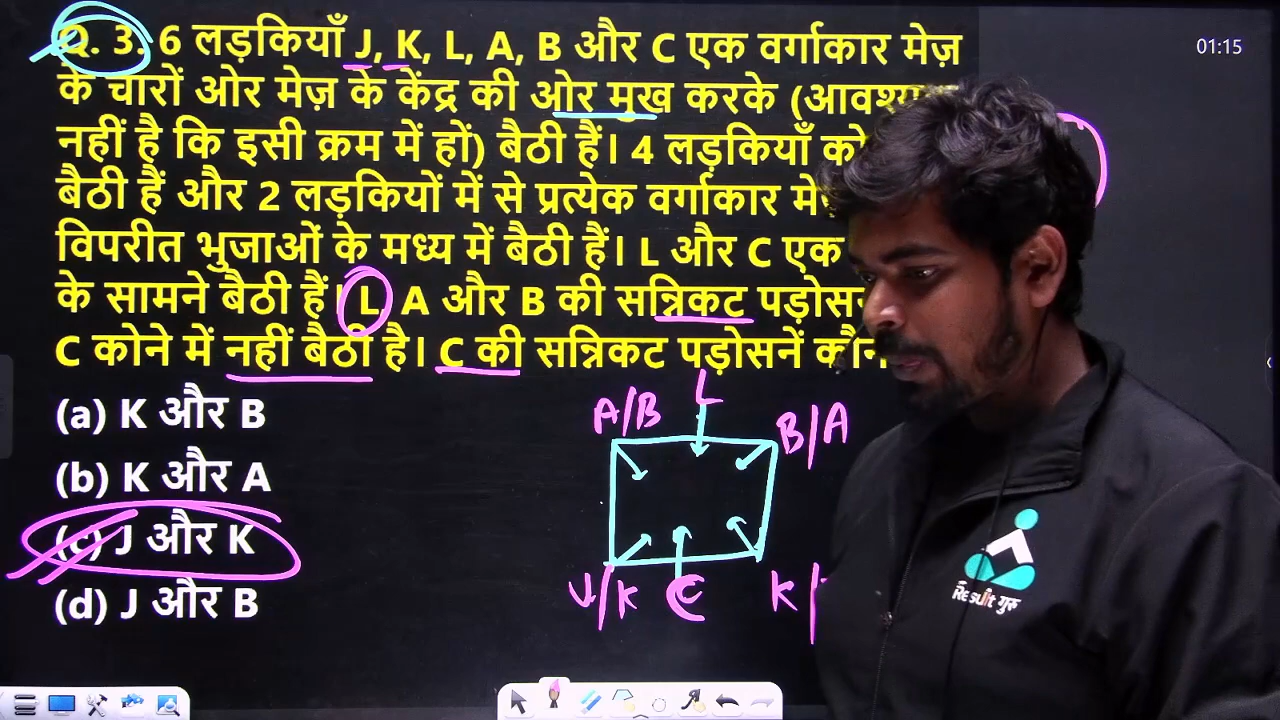 Q. 3. 6 लड़कियाँ J, K, L, A, B और C एक वर्गाकार मेज़
के चारों ओर मेज़ के केंद्र की ओर मुख करके
नहीं है कि इसी क्रम में हों) बैठी हैं। 4 लड़कियाँ
बैठी हैं और 2 लड़कियों में से प्रत्येक वर्गाकार
विपरीत भुजाओं के मध्य में बैठी हैं। L और C एक
के सामने बैठी हैं। L A और B की सन्निकट
C कोने में नहीं बैठी है। C की सन्निकट पड़ोसनें कौन
(a) K और B
(b) K और A
(c) J और K
(d) J और B
01:15
L
A/B
B/A
J/K
C
K/
Result गुरु